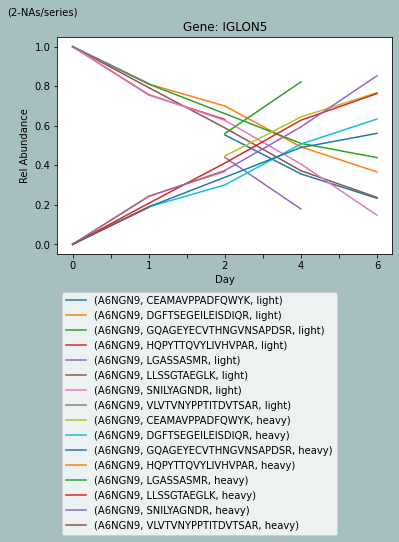 (2-NAs/series)
Gene: IGLON5
1.0
0.8
0.6
0.4
0.2
0.0
Rel Abundance
0 1 2 4 6
Day
(A6NGN9, CEAMAVPPADFQWYK, light)
(A6NGN9, DGFTSEGEILEISDIQR, light)
(A6NGN9, GQAGEYECVTHNGVNSAPDSR, light)
(A6NGN9, HQPYTTQVYLIVHVPAR, light)
(A6NGN9, LGASSASMR, light)
(A6NGN9, LLSSGTAEGLK, light)
(A6NGN9, SNILYAGNDR, light)
(A6NGN9, VLVTVNYPPTITDVTSAR, light)
(A6NGN9, CEAMAVPPADFQWYK, heavy)
(A6NGN9, DGFTSEGEILEISDIQR, heavy)
(A6NGN9, GQAGEYECVTHNGVNSAPDSR, heavy)
(A6NGN9, HQPYTTQVYLIVHVPAR, heavy)
(A6NGN9, LGASSASMR, heavy)
(A6NGN9, LLSSGTAEGLK, heavy)
(A6NGN9, SNILYAGNDR, heavy)
(A6NGN9, VLVTVNYPPTITDVTSAR, heavy)